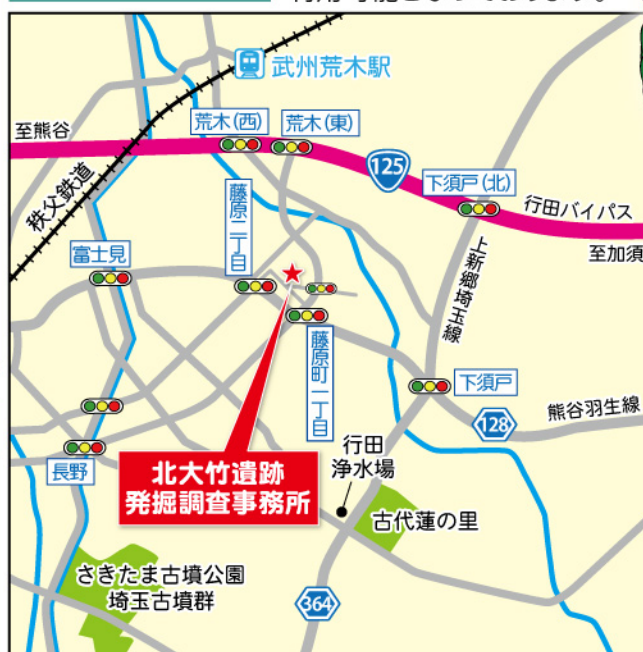 武州荒木駅
至熊谷
荒木(西)
荒木(東)
125
下須戸(北)
行田バイパス
至加須
秩父鉄道
藤原二丁目
富士見
上新郷埼玉線
藤原町一丁目
下須戸
熊谷羽生線
128
長野
北大竹遺跡
発掘調査事務所
行田
浄水場
古代蓮の里
さきたま古墳公園
埼玉古墳群
364